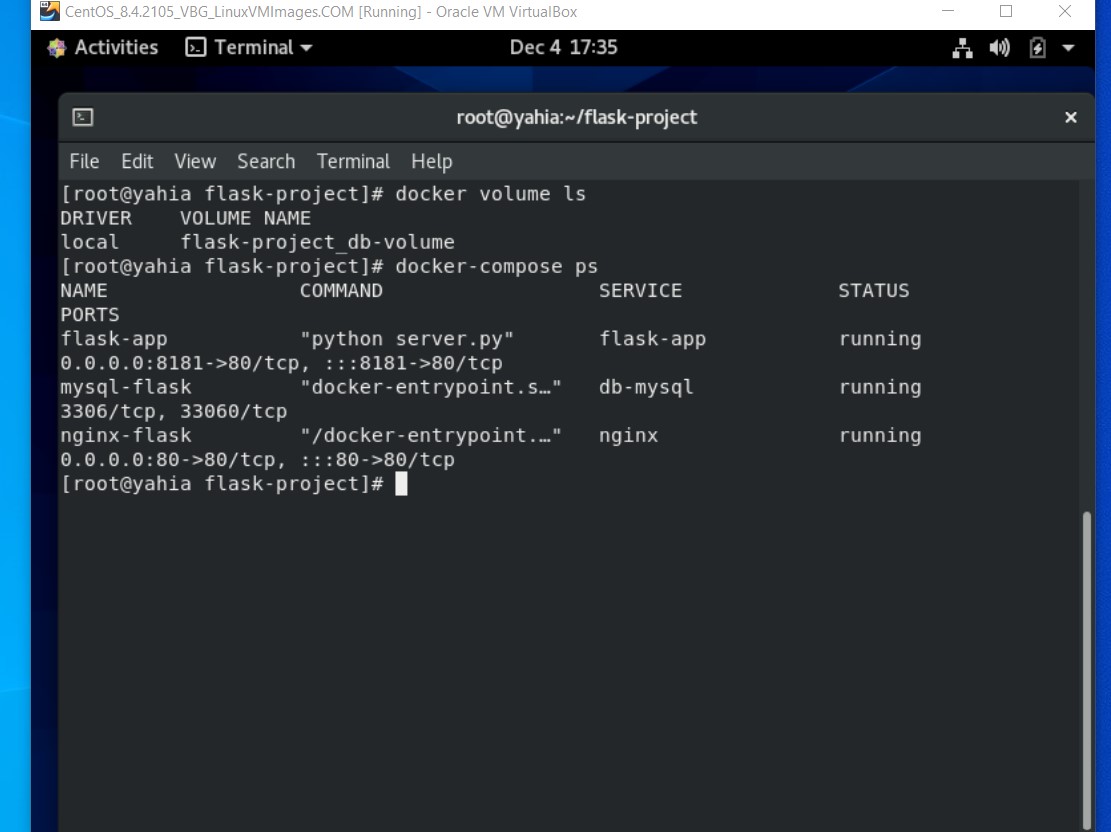 CentOS_8.4.2105_VBG_LinuxVMImages.COM [Running] - Oracle VM VirtualBox
Activities Terminal Dec 4 17:35
root@yahia:~/flask-project
File Edit View Search Terminal Help
[root@yahia flask-project]# docker volume ls
DRIVER    VOLUME NAME
local     flask-project_db-volume
[root@yahia flask-project]# docker-compose ps
NAME                COMMAND                  SERVICE             STATUS
PORTS
flask-app           "python server.py"       flask-app           running
0.0.0.0:8181->80/tcp, :::8181->80/tcp
mysql-flask         "docker-entrypoint.s…"   db-mysql            running
3306/tcp, 33060/tcp
nginx-flask         "/docker-entrypoint.…"   nginx               running
0.0.0.0:80->80/tcp, :::80->80/tcp
[root@yahia flask-project]#